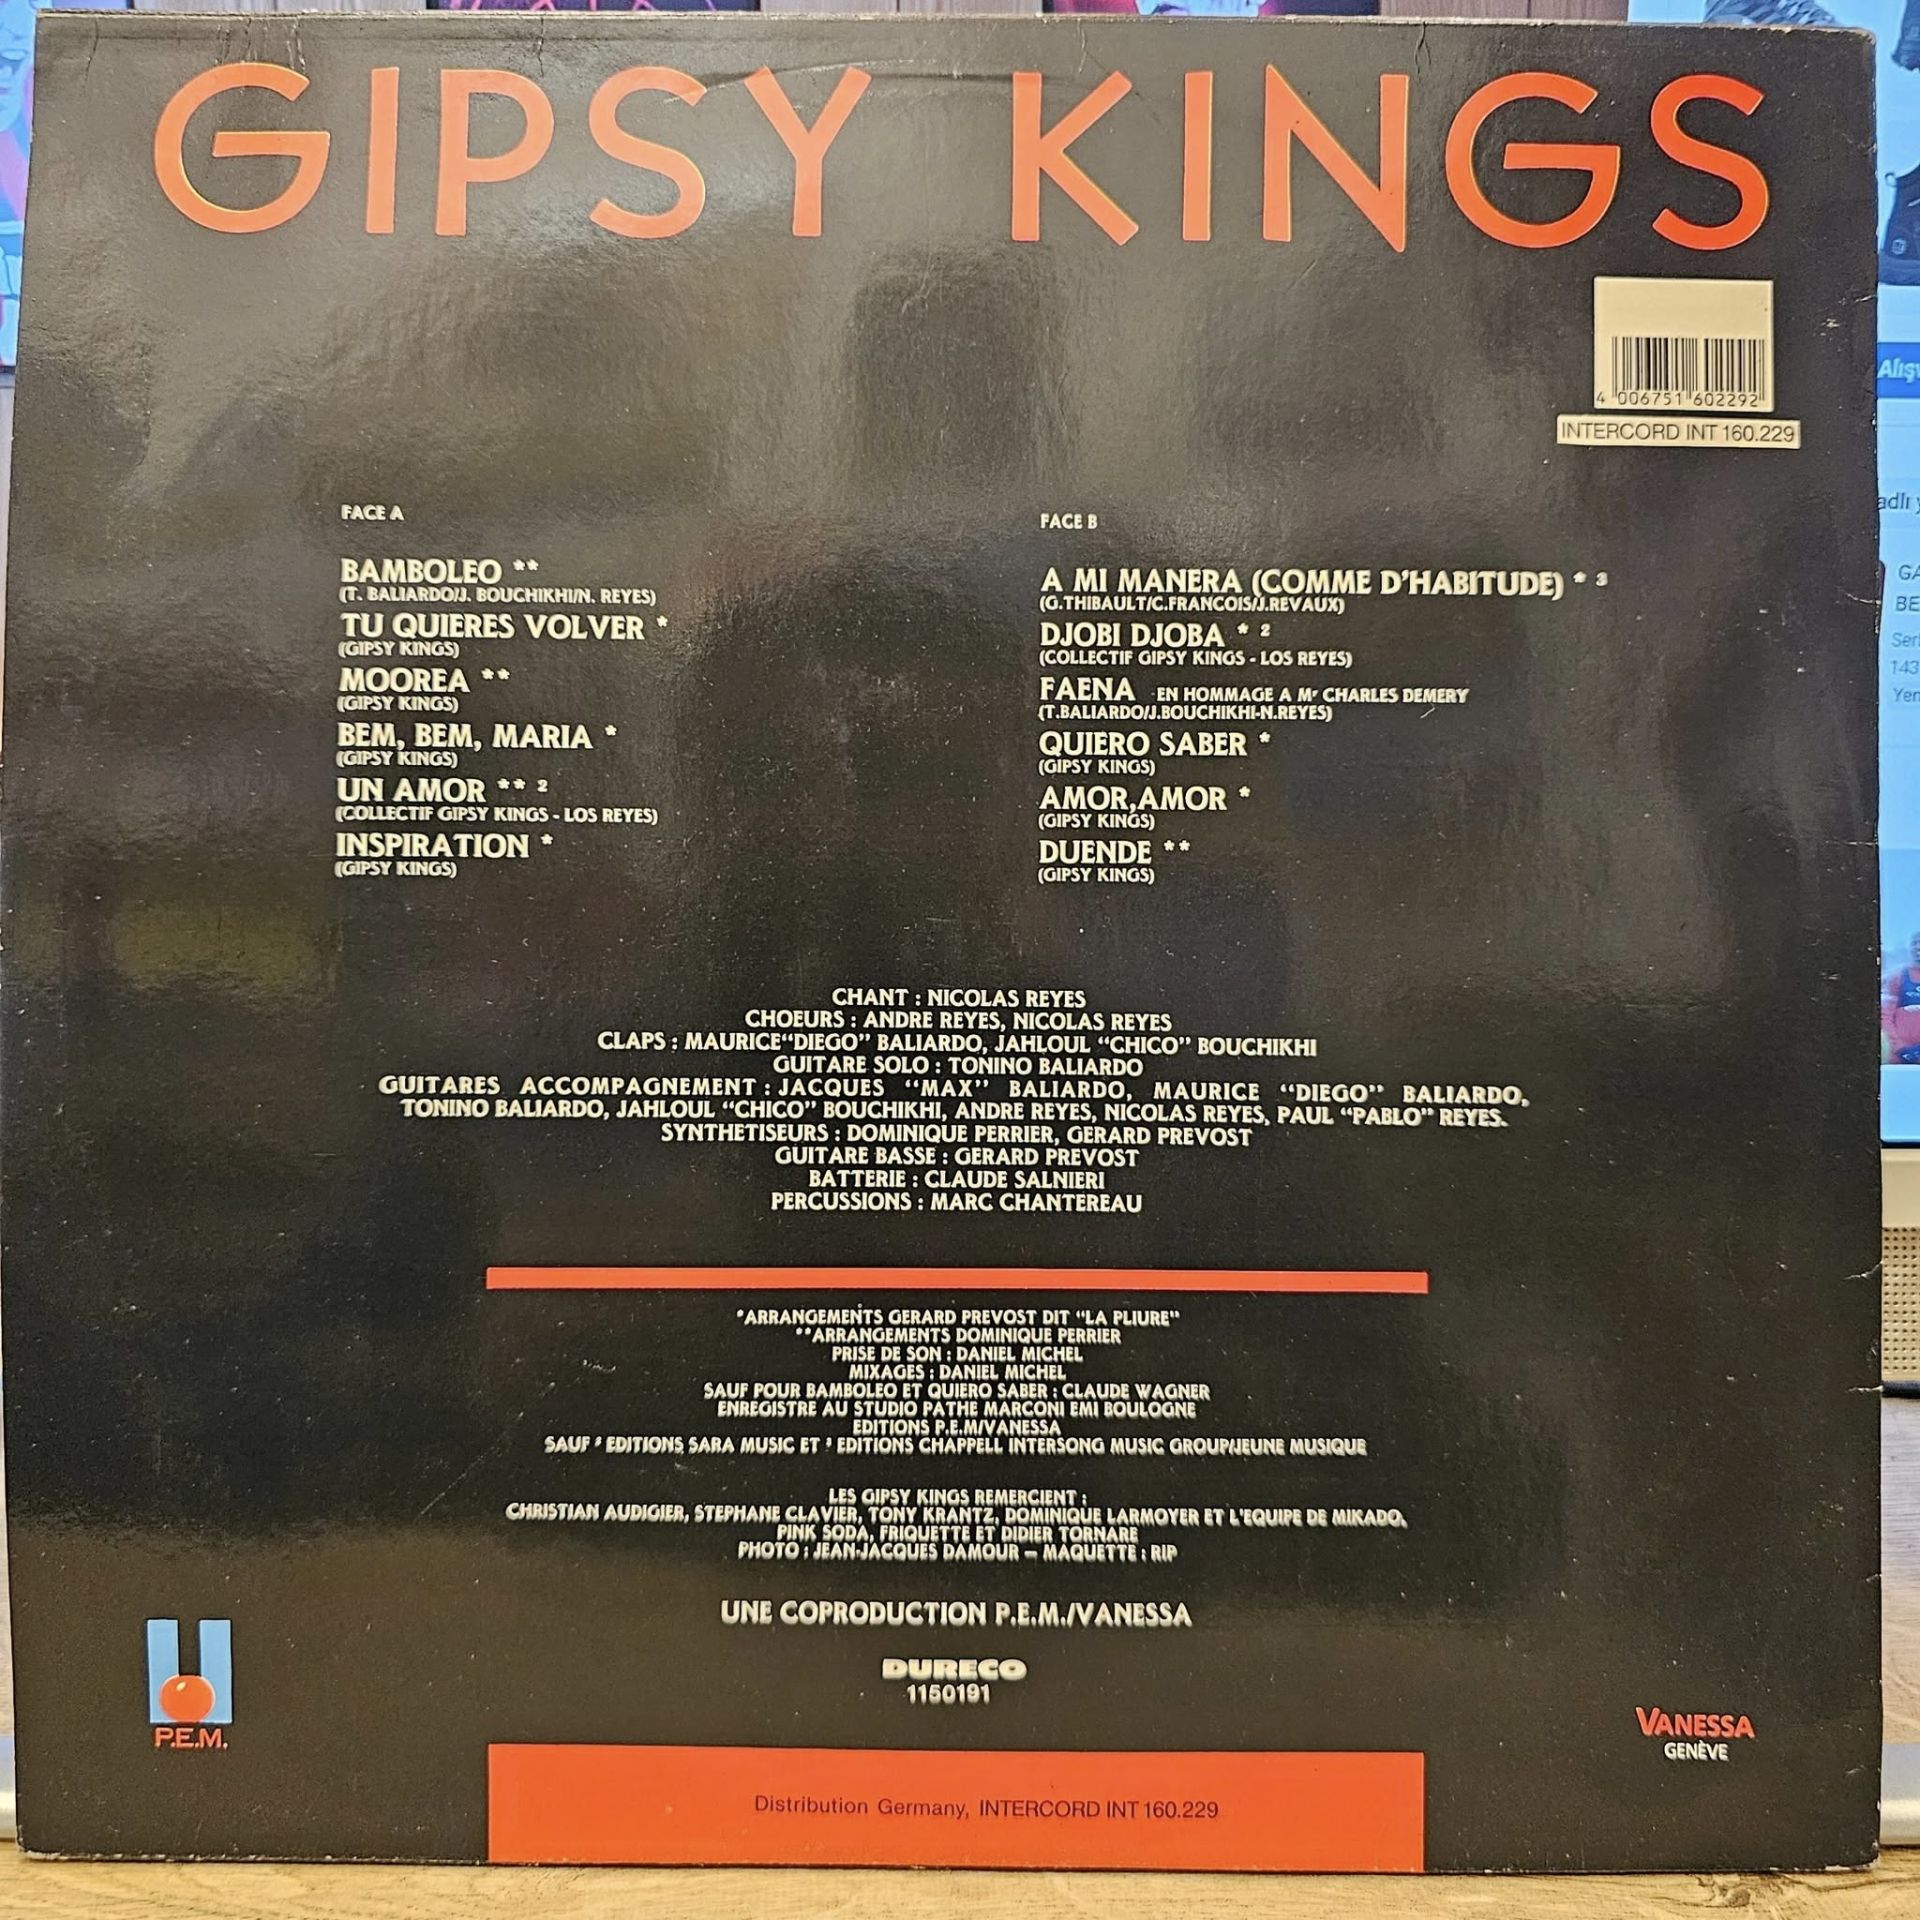 GIPSY KINGS
4 006751 602292
INTERCORD INT 160.229
FACE A
BAMBOLEO **
(T. BALIARDO/J. BOUCHIKHI/N. REYES)
TU QUIERES VOLVER *
(GIPSY KINGS)
MOOREA **
(GIPSY KINGS)
BEM, BEM, MARIA *
(GIPSY KINGS)
UN AMOR ** 2
(COLLECTIF GIPSY KINGS - LOS REYES)
INSPIRATION *
(GIPSY KINGS)
FACE B
A MI MANERA (COMME D'HABITUDE) * 3
(G.THIBAULT/C.FRANCOIS/J.REVAUX)
DJOBI DJOBA * 2
(COLLECTIF GIPSY KINGS - LOS REYES)
FAENA EN HOMMAGE A Mr CHARLES DEMERY
(T.BALIARDO/J.BOUCHIKHI-N.REYES)
QUIERO SABER *
(GIPSY KINGS)
AMOR,AMOR *
(GIPSY KINGS)
DUENDE **
(GIPSY KINGS)
CHANT : NICOLAS REYES
CHOEURS : ANDRE REYES, NICOLAS REYES
CLAPS : MAURICE"DIEGO" BALIARDO, JAHLOUL "CHICO" BOUCHIKHI
GUITARE SOLO : TONINO BALIARDO
GUITARES ACCOMPAGNEMENT : JACQUES "MAX" BALIARDO, MAURICE "DIEGO" BALIARDO,
TONINO BALIARDO, JAHLOUL "CHICO" BOUCHIKHI, ANDRE REYES, NICOLAS REYES, PAUL "PABLO" REYES.
SYNTHETISEURS : DOMINIQUE PERRIER, GERARD PREVOST
GUITARE BASSE : GERARD PREVOST
BATTERIE : CLAUDE SALNIERI
PERCUSSIONS : MARC CHANTEREAU
*ARRANGEMENTS GERARD PREVOST DIT "LA PLIURE"
**ARRANGEMENTS DOMINIQUE PERRIER
PRISE DE SON : DANIEL MICHEL
MIXAGES : DANIEL MICHEL
SAUF POUR BAMBOLEO ET QUIERO SABER : CLAUDE WAGNER
ENREGISTRE AU STUDIO PATHE MARCONI EMI BOULOGNE
EDITIONS P.E.M/VANESSA
SAUF 2 EDITIONS SARA MUSIC ET 3 EDITIONS CHAPPELL INTERSONG MUSIC GROUP/JEUNE MUSIQUE
LES GIPSY KINGS REMERCIENT :
CHRISTIAN AUDIGIER, STEPHANE CLAVIER, TONY KRANTZ, DOMINIQUE LARMOYER ET L'EQUIPE DE MIKADO,
PINK SODA, FRIQUETTE ET DIDIER TORNARE
PHOTO : JEAN-JACQUES DAMOUR – MAQUETTE : RIP
UNE COPRODUCTION P.E.M./VANESSA
DURECO
1150191
P.E.M.
VANESSA
GENÈVE
Distribution Germany, INTERCORD INT 160.229